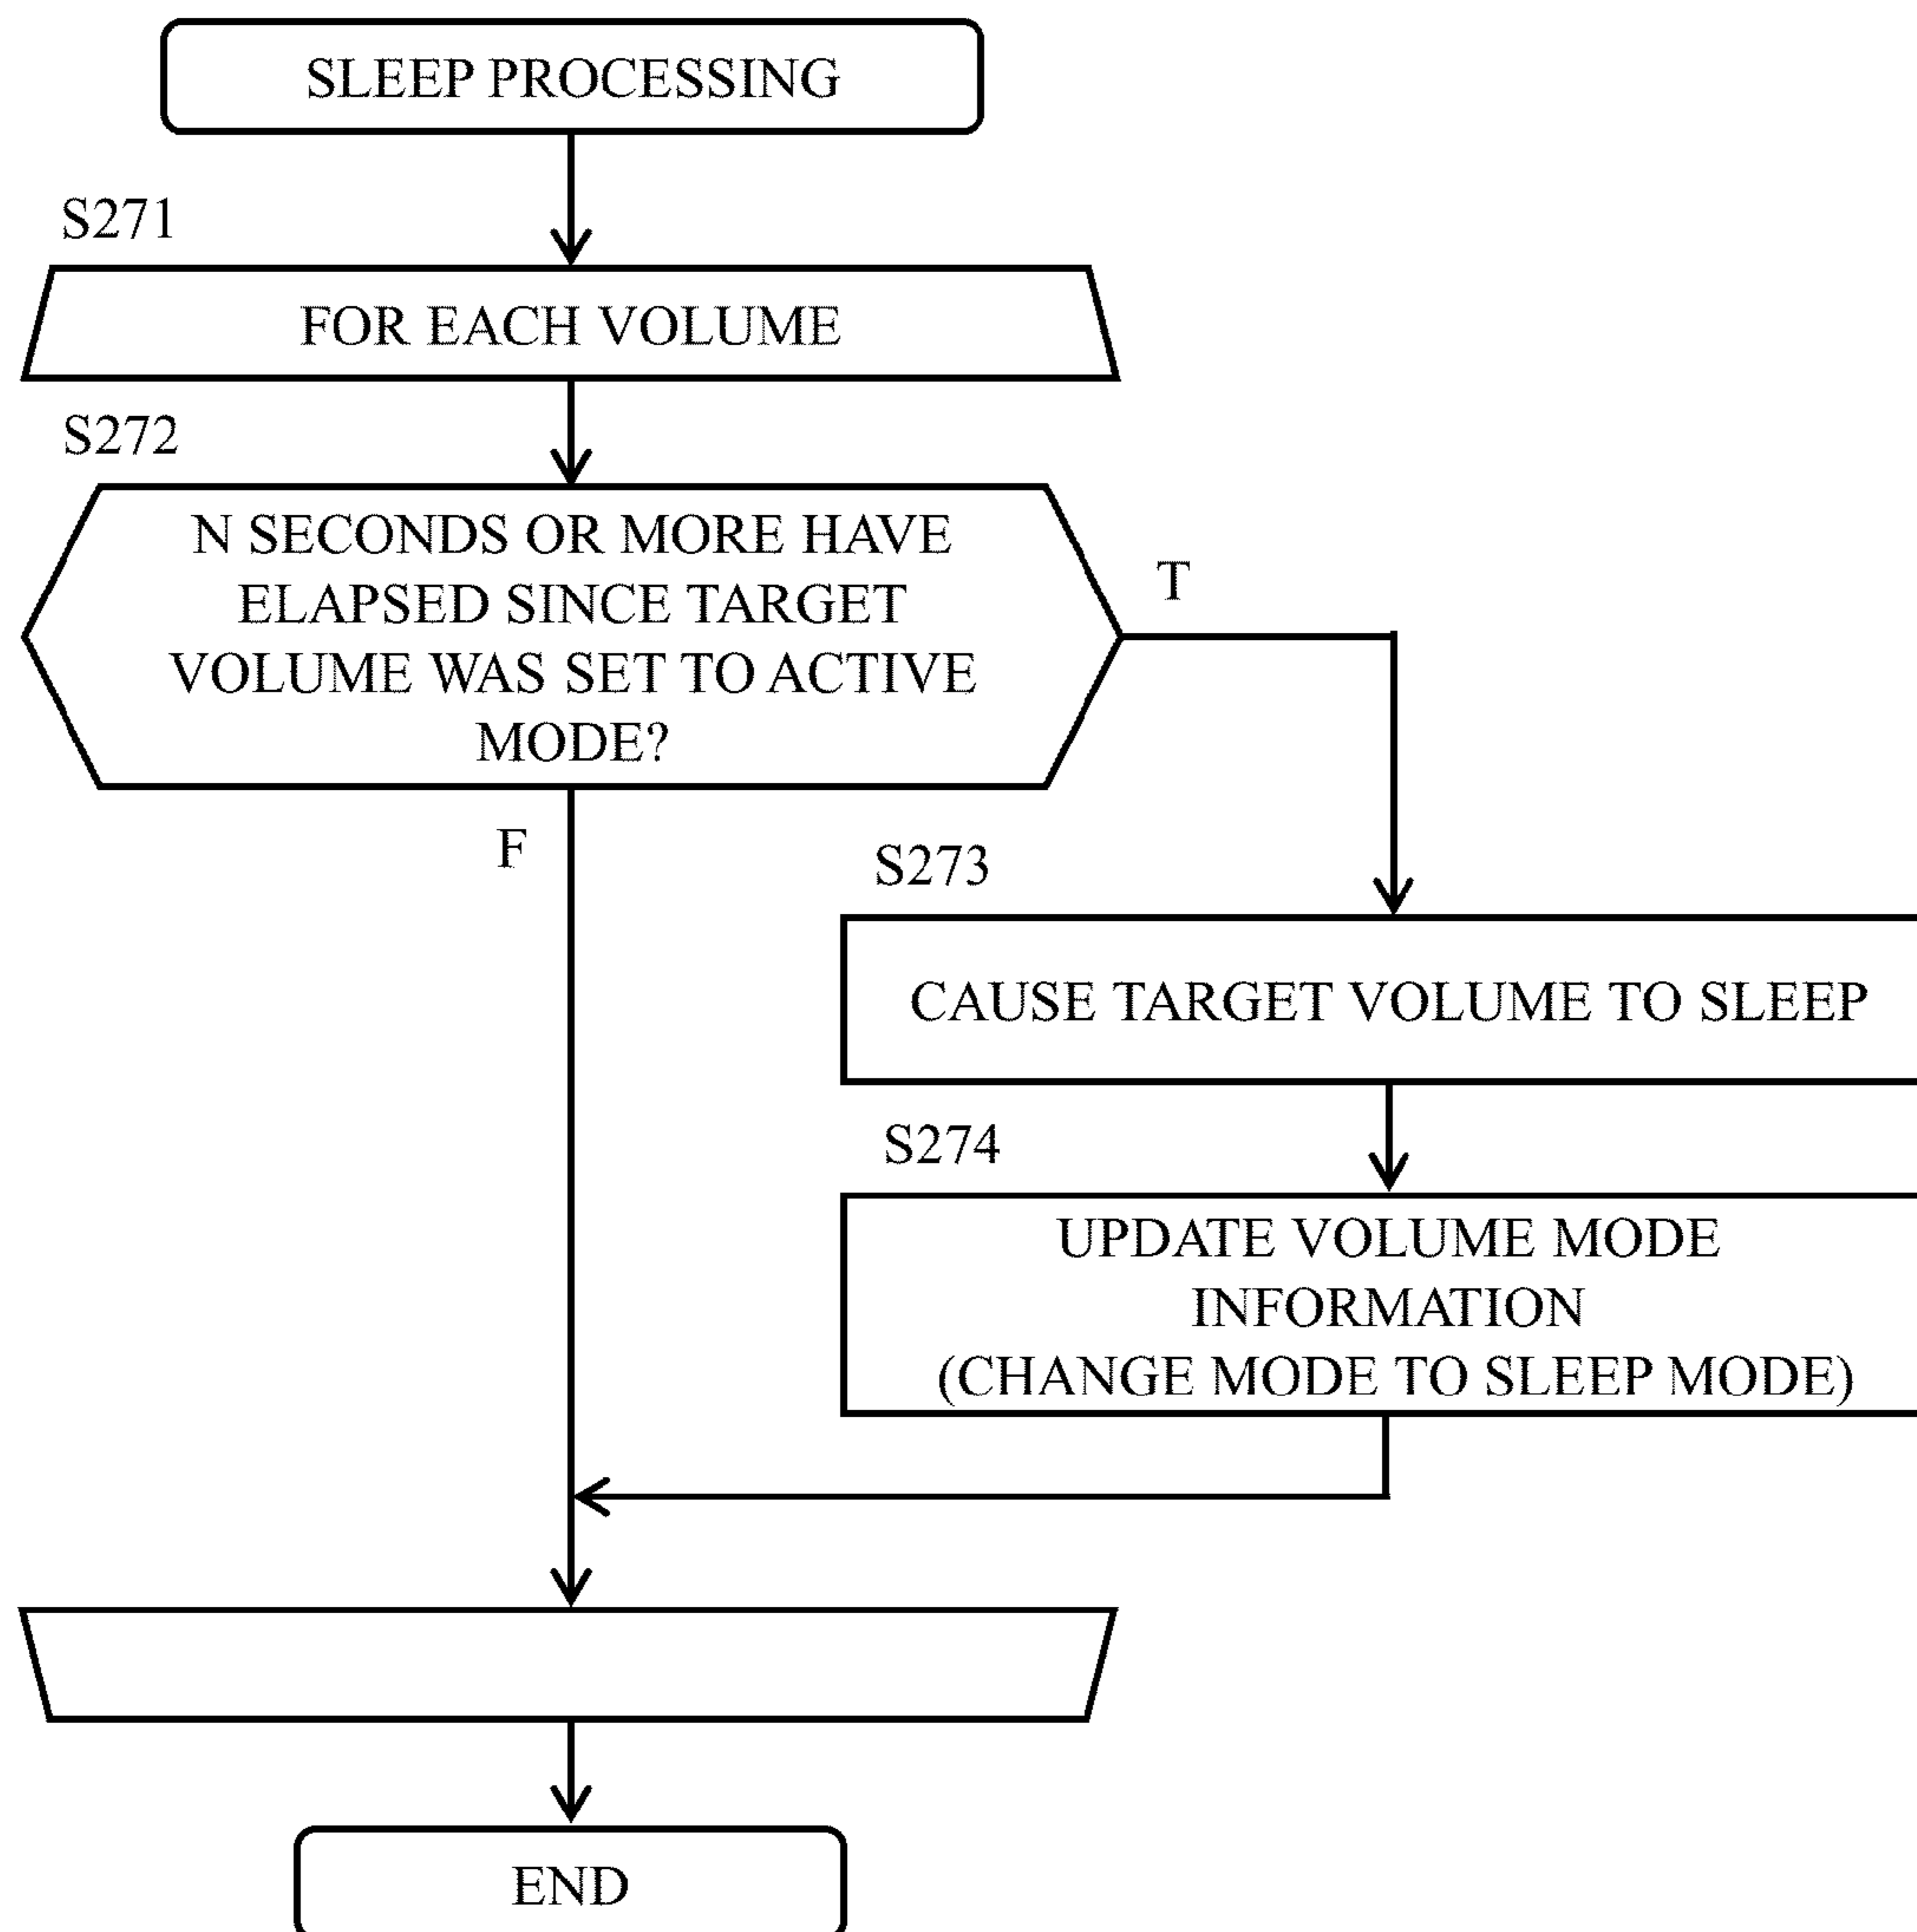 SLEEP PROCESSING
S271
FOR EACH VOLUME
S272
N SECONDS OR MORE HAVE
ELAPSED SINCE TARGET
VOLUME WAS SET TO ACTIVE
MODE?
T
F
S273
CAUSE TARGET VOLUME TO SLEEP
S274
UPDATE VOLUME MODE
INFORMATION
(CHANGE MODE TO SLEEP MODE)
END